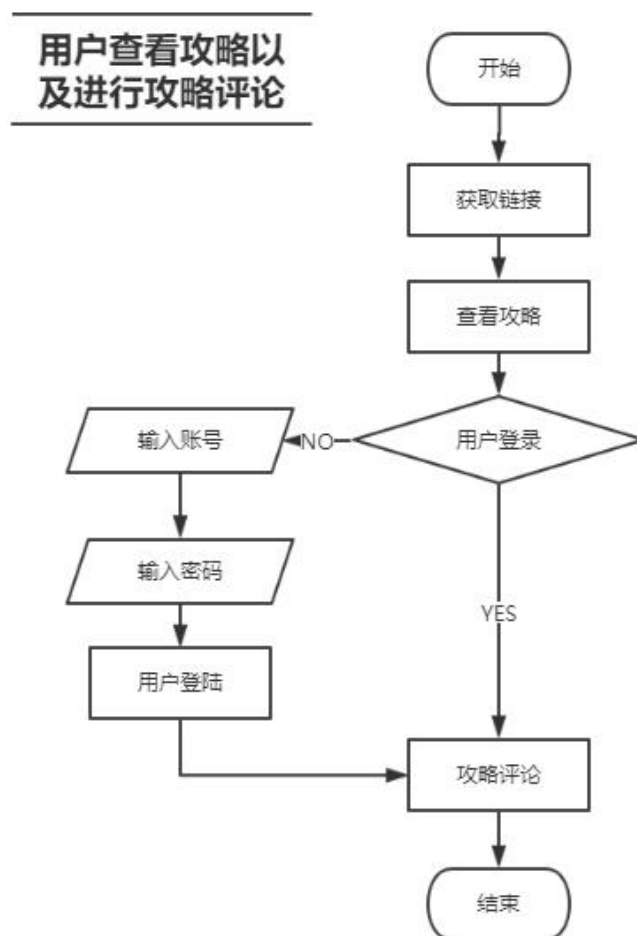 用户查看攻略以
及进行攻略评论
开始
获取链接
查看攻略
用户登录
NO
输入账号
输入密码
用户登陆
YES
攻略评论
结束